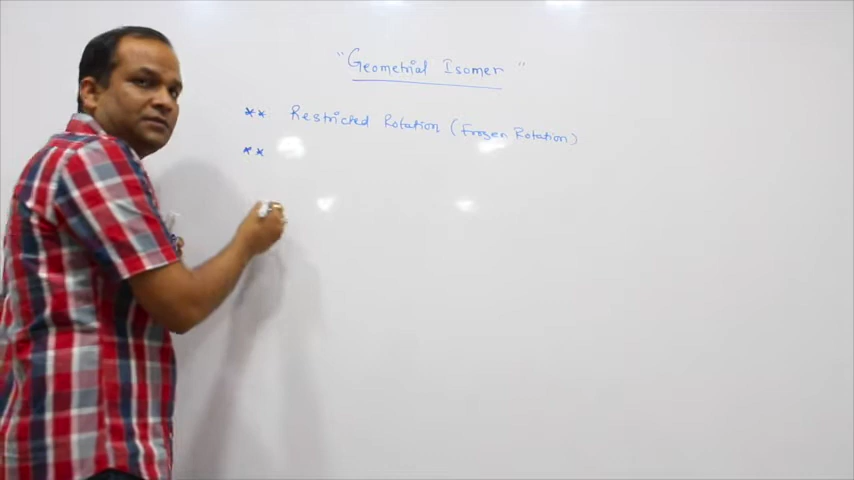 "Geometrial Isomer"
** Restricted Rotation (Frozen Rotation)
**